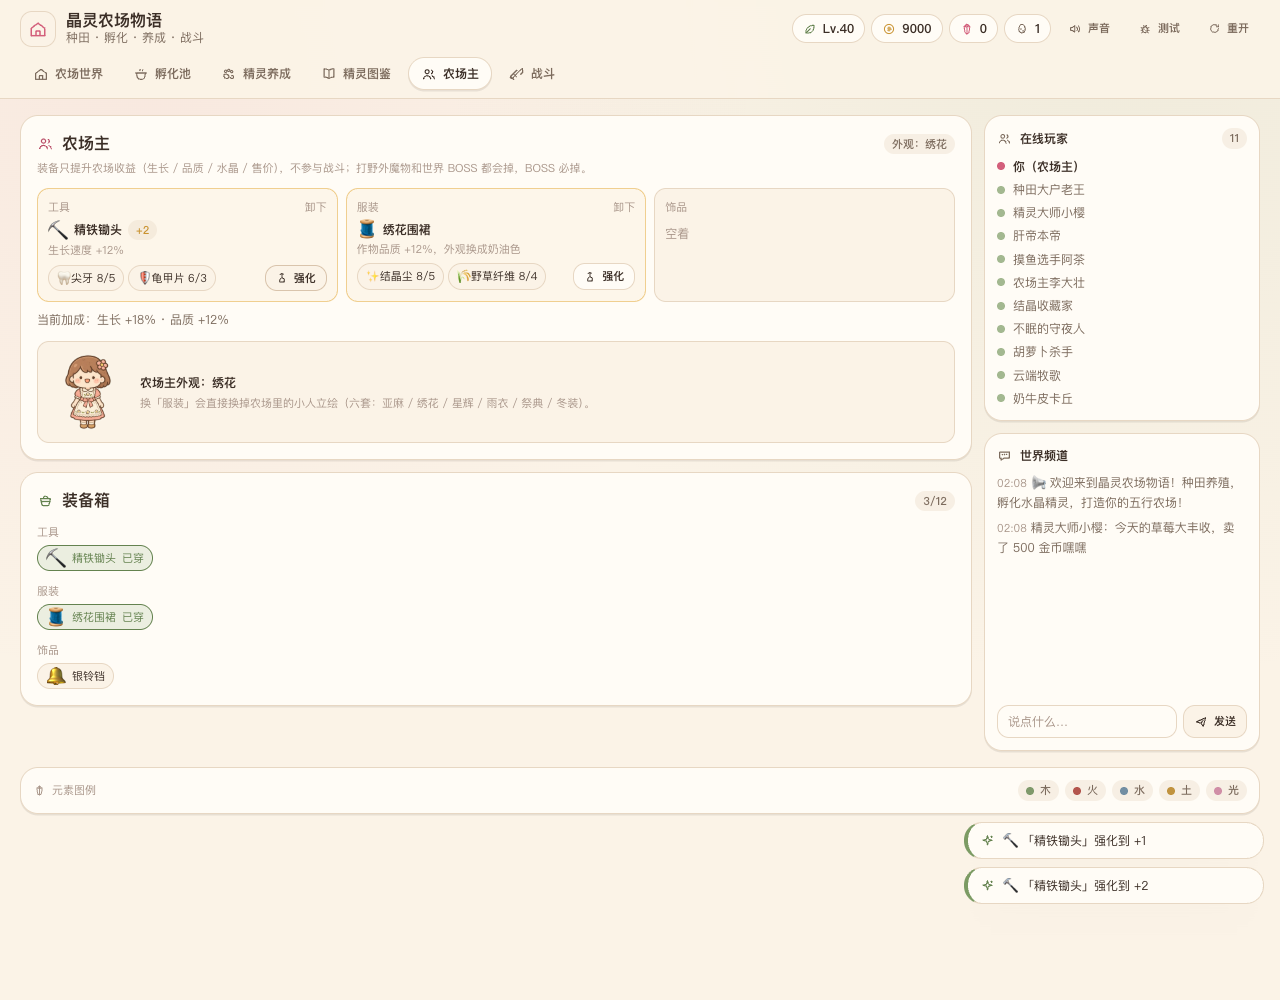 晶灵农场物语
种田 · 孵化 · 养成 · 战斗
Lv.40
9000
0
1
声音
测试
重开
农场世界
孵化池
精灵养成
精灵图鉴
农场主
战斗
农场主
外观：绣花
装备只提升农场收益（生长 / 品质 / 水晶 / 售价），不参与战斗；打野外魔物和世界 BOSS 都会掉，BOSS 必掉。
工具
卸下
精铁锄头
+2
生长速度 +12%
尖牙 8/5
龟甲片 6/3
强化
服装
卸下
绣花围裙
作物品质 +12%，外观换成奶油色
结晶尘 8/5
野草纤维 8/4
强化
饰品
空着
当前加成：生长 +18% · 品质 +12%
农场主外观：绣花
换「服装」会直接换掉农场里的小人立绘（六套：亚麻 / 绣花 / 星辉 / 雨衣 / 祭典 / 冬装）。
装备箱
3/12
工具
精铁锄头 已穿
服装
绣花围裙 已穿
饰品
银铃铛
在线玩家
11
你（农场主）
种田大户老王
精灵大师小樱
肝帝本帝
摸鱼选手阿茶
农场主李大壮
结晶收藏家
不眠的守夜人
胡萝卜杀手
云端牧歌
奶牛皮卡丘
世界频道
02:08 欢迎来到晶灵农场物语！种田养殖，
孵化水晶精灵，打造你的五行农场！
02:08 精灵大师小樱：今天的草莓大丰收，卖
了 500 金币嘿嘿
说点什么…
发送
元素图例
木
火
水
土
光
「精铁锄头」强化到 +1
「精铁锄头」强化到 +2